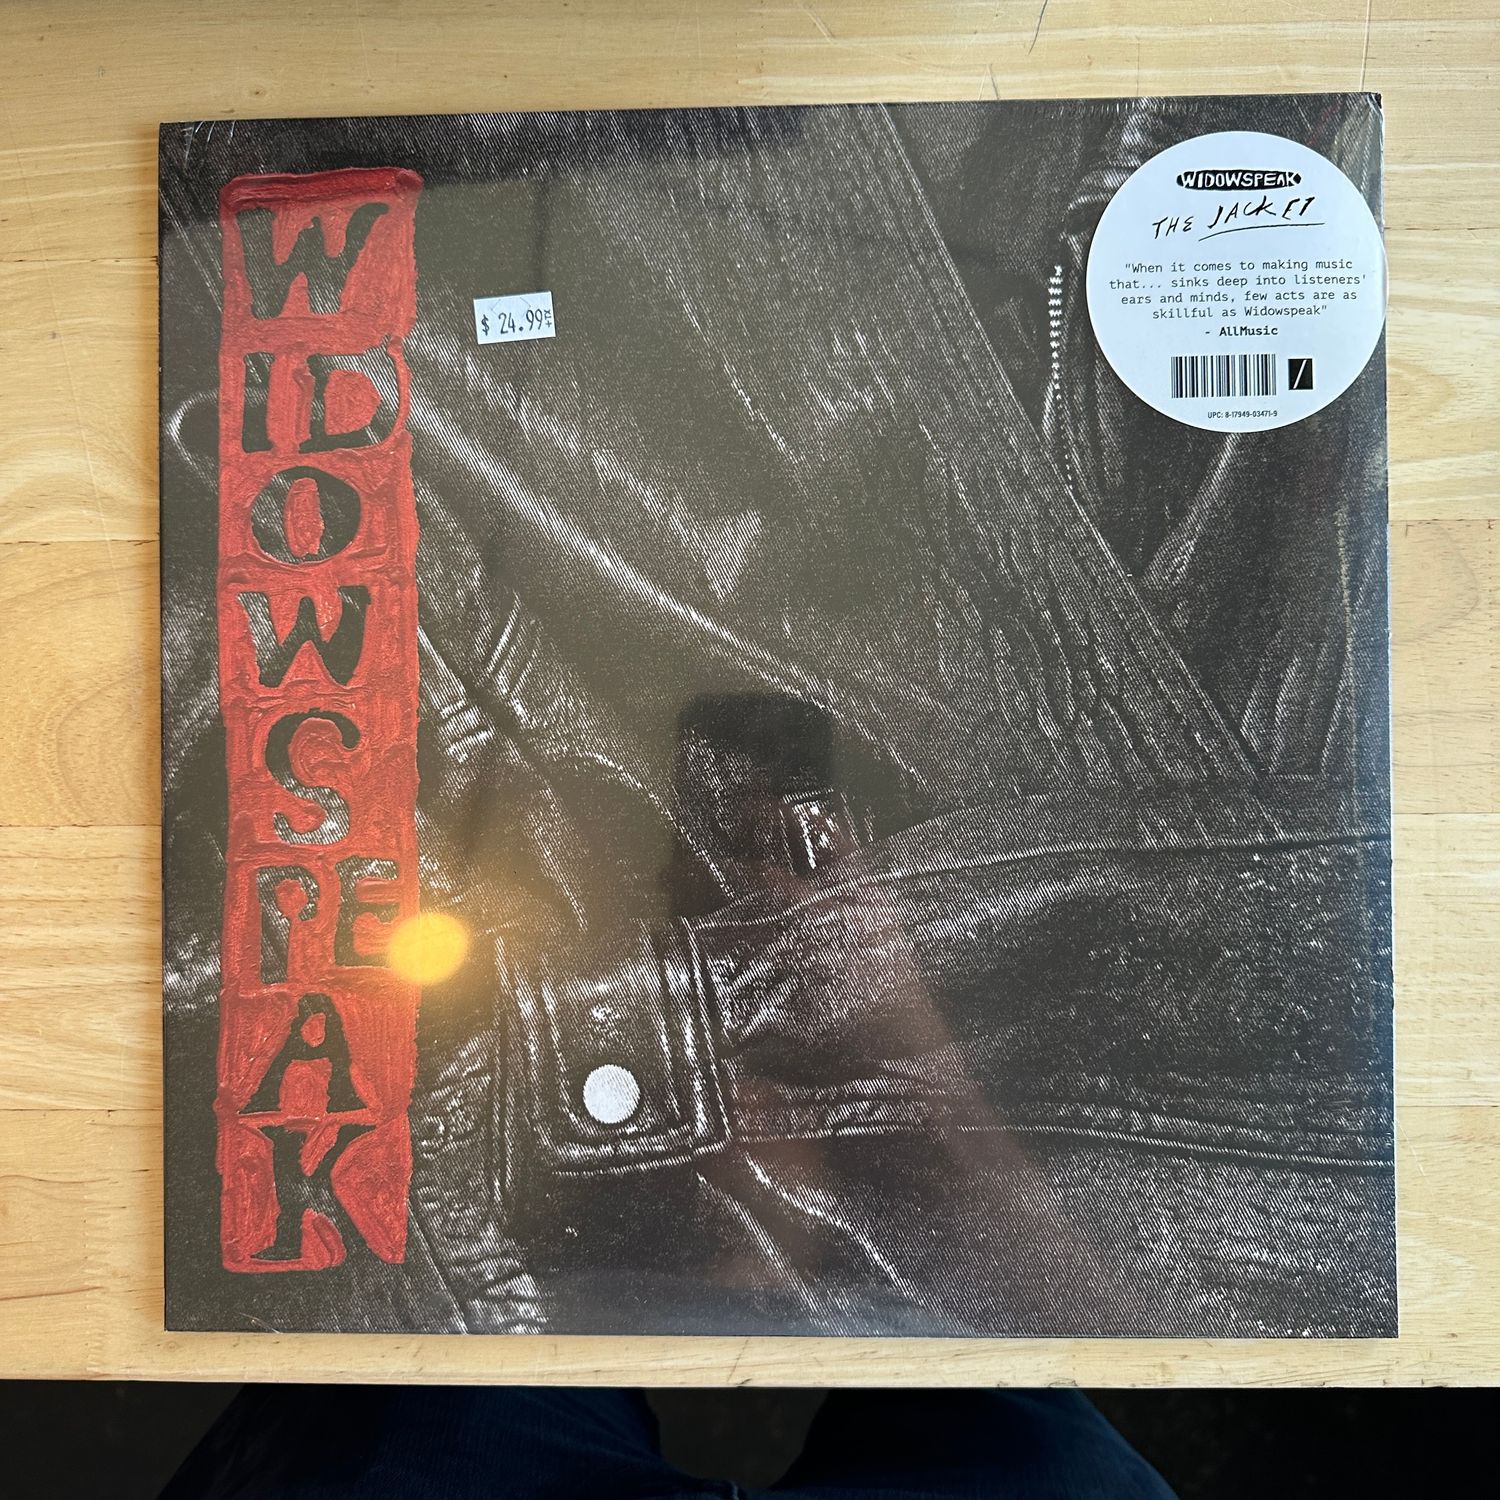 WIDOWSPEAK
$ 24.99
WIDOWSPEAK
THE JACKET
"When it comes to making music
that... sinks deep into listeners'
ears and minds, few acts are as
skillful as Widowspeak"
- AllMusic
UPC: 8-17949-03471-9